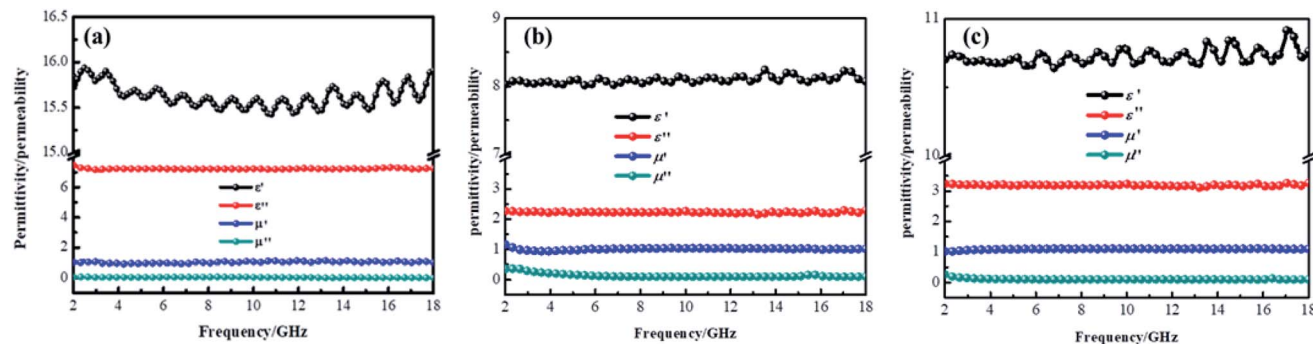 (a)
Permittivity/permeability
16.5
16.0
15.5
15.0
6
4
2
0
ε'
ε''
μ'
μ''
2 4 6 8 10 12 14 16 18
Frequency/GHz
(b)
permittivity/permeability
9
8
7
3
2
1
0
ε'
ε''
μ'
μ''
2 4 6 8 10 12 14 16 18
Frequency/GHz
(c)
permittivity/permeability
11
10
3
2
1
0
ε'
ε''
μ'
μ''
2 4 6 8 10 12 14 16 18
Frequency/GHz